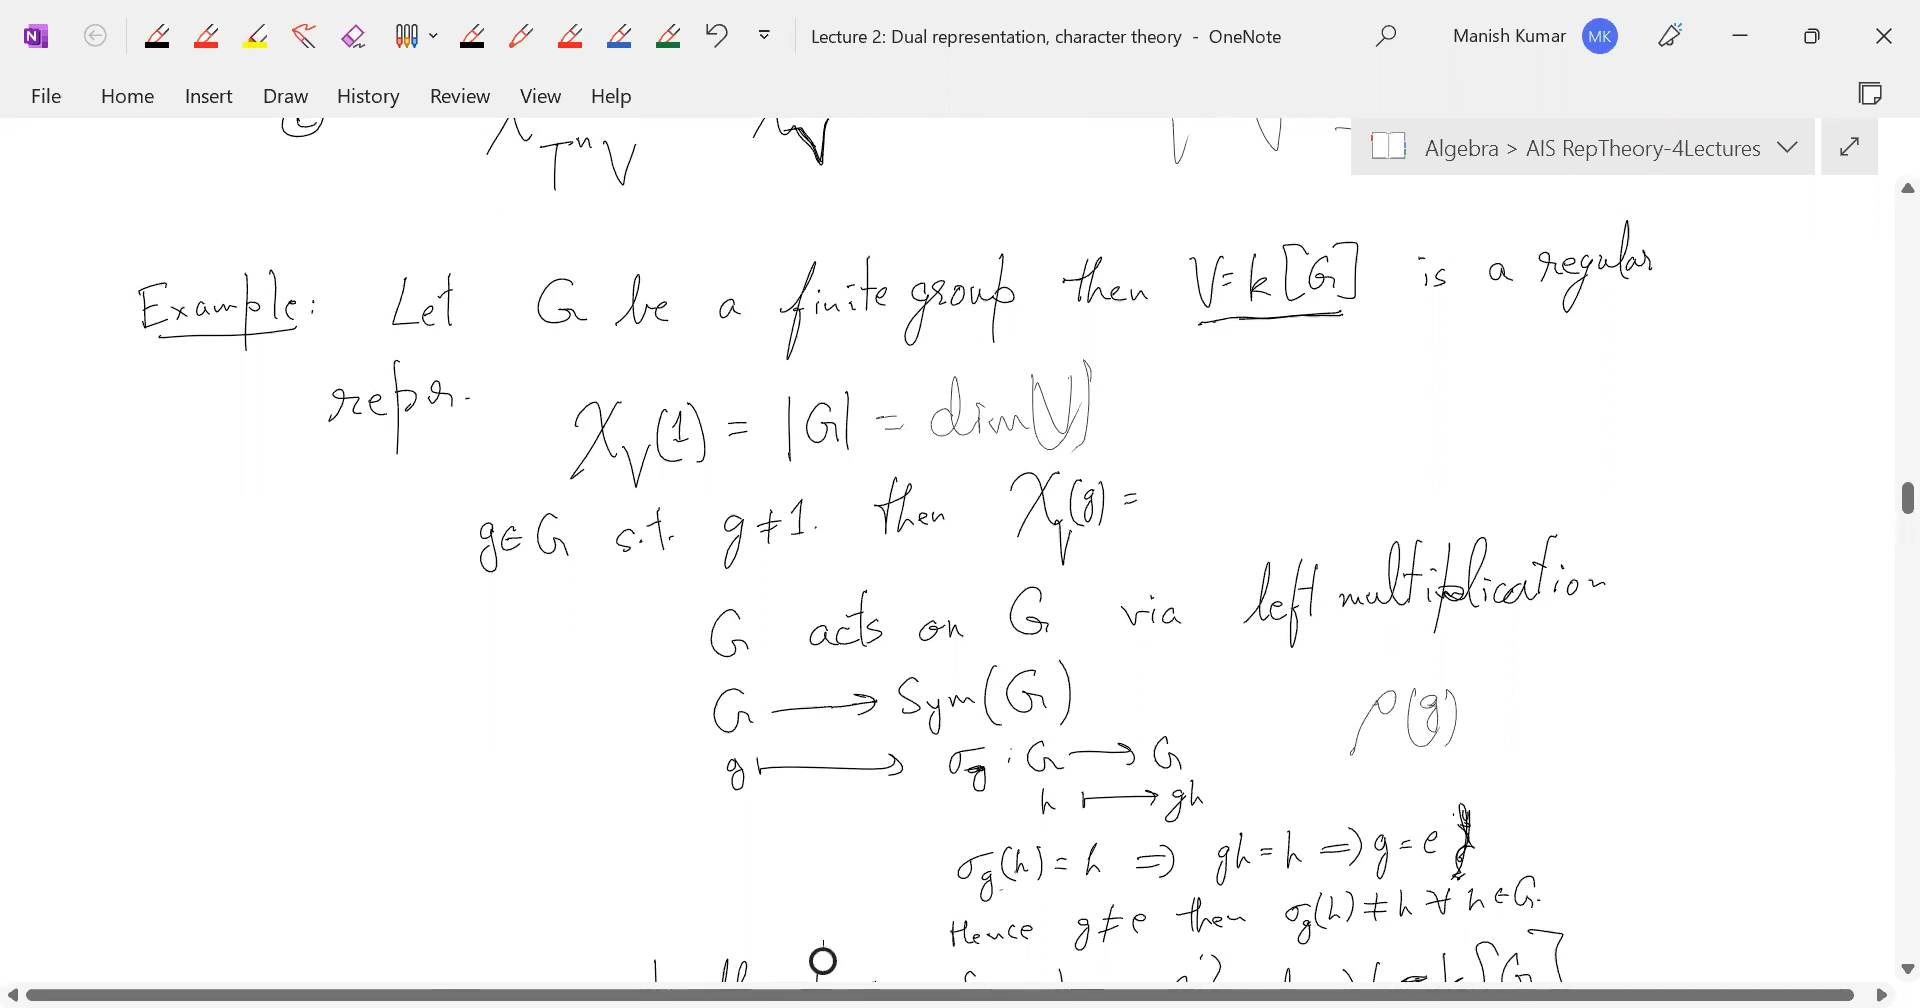 Lecture 2: Dual representation, character theory - OneNote
Manish Kumar MK
File Home Insert Draw History Review View Help
Algebra > AIS RepTheory-4Lectures
T^n V
Example: Let G be a finite group then V=k[G] is a regular
repr.
χ_V(1) = |G| = dim(V)
g∈G s.t. g≠1. then χ_V(g) =
G acts on G via left multiplication
G ⟶ Sym(G)
ρ(g)
g ⟼ σ_g : G ⟶ G
h ⟼ gh
σ_g(h) = h ⇒ gh = h ⇒ g = e
Hence g≠e then σ_g(h) ≠ h ∀ h∈G.